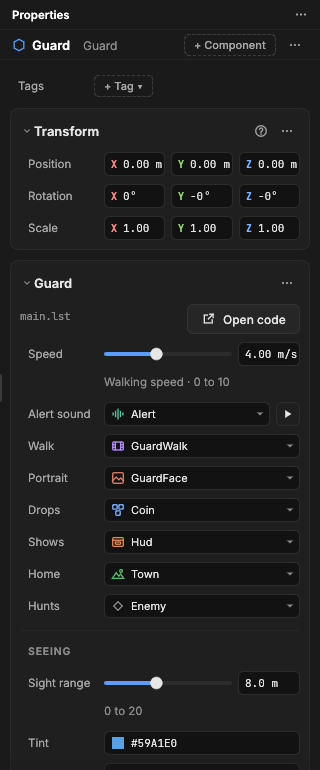 Properties
Guard Guard + Component
Tags + Tag
Transform
Position X 0.00 m Y 0.00 m Z 0.00 m
Rotation X 0° Y -0° Z -0°
Scale X 1.00 Y 1.00 Z 1.00
Guard
main.lst Open code
Speed 4.00 m/s
Walking speed · 0 to 10
Alert sound Alert
Walk GuardWalk
Portrait GuardFace
Drops Coin
Shows Hud
Home Town
Hunts Enemy
SEEING
Sight range 8.0 m
0 to 20
Tint #59A1E0